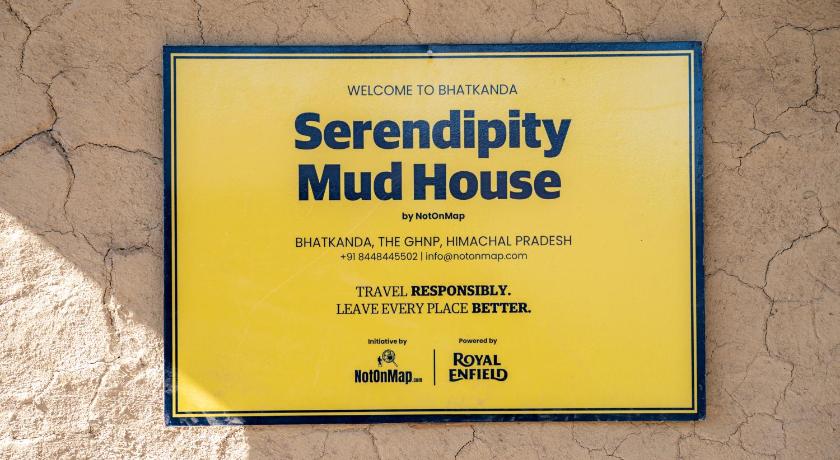 WELCOME TO BHATKANDA
Serendipity
Mud House
by NotOnMap
BHATKANDA, THE GHNP, HIMACHAL PRADESH
+91 8448445502 | info@notonmap.com
TRAVEL RESPONSIBLY.
LEAVE EVERY PLACE BETTER.
Initiative by
NotOnMap.com
Powered by
ROYAL
ENFIELD